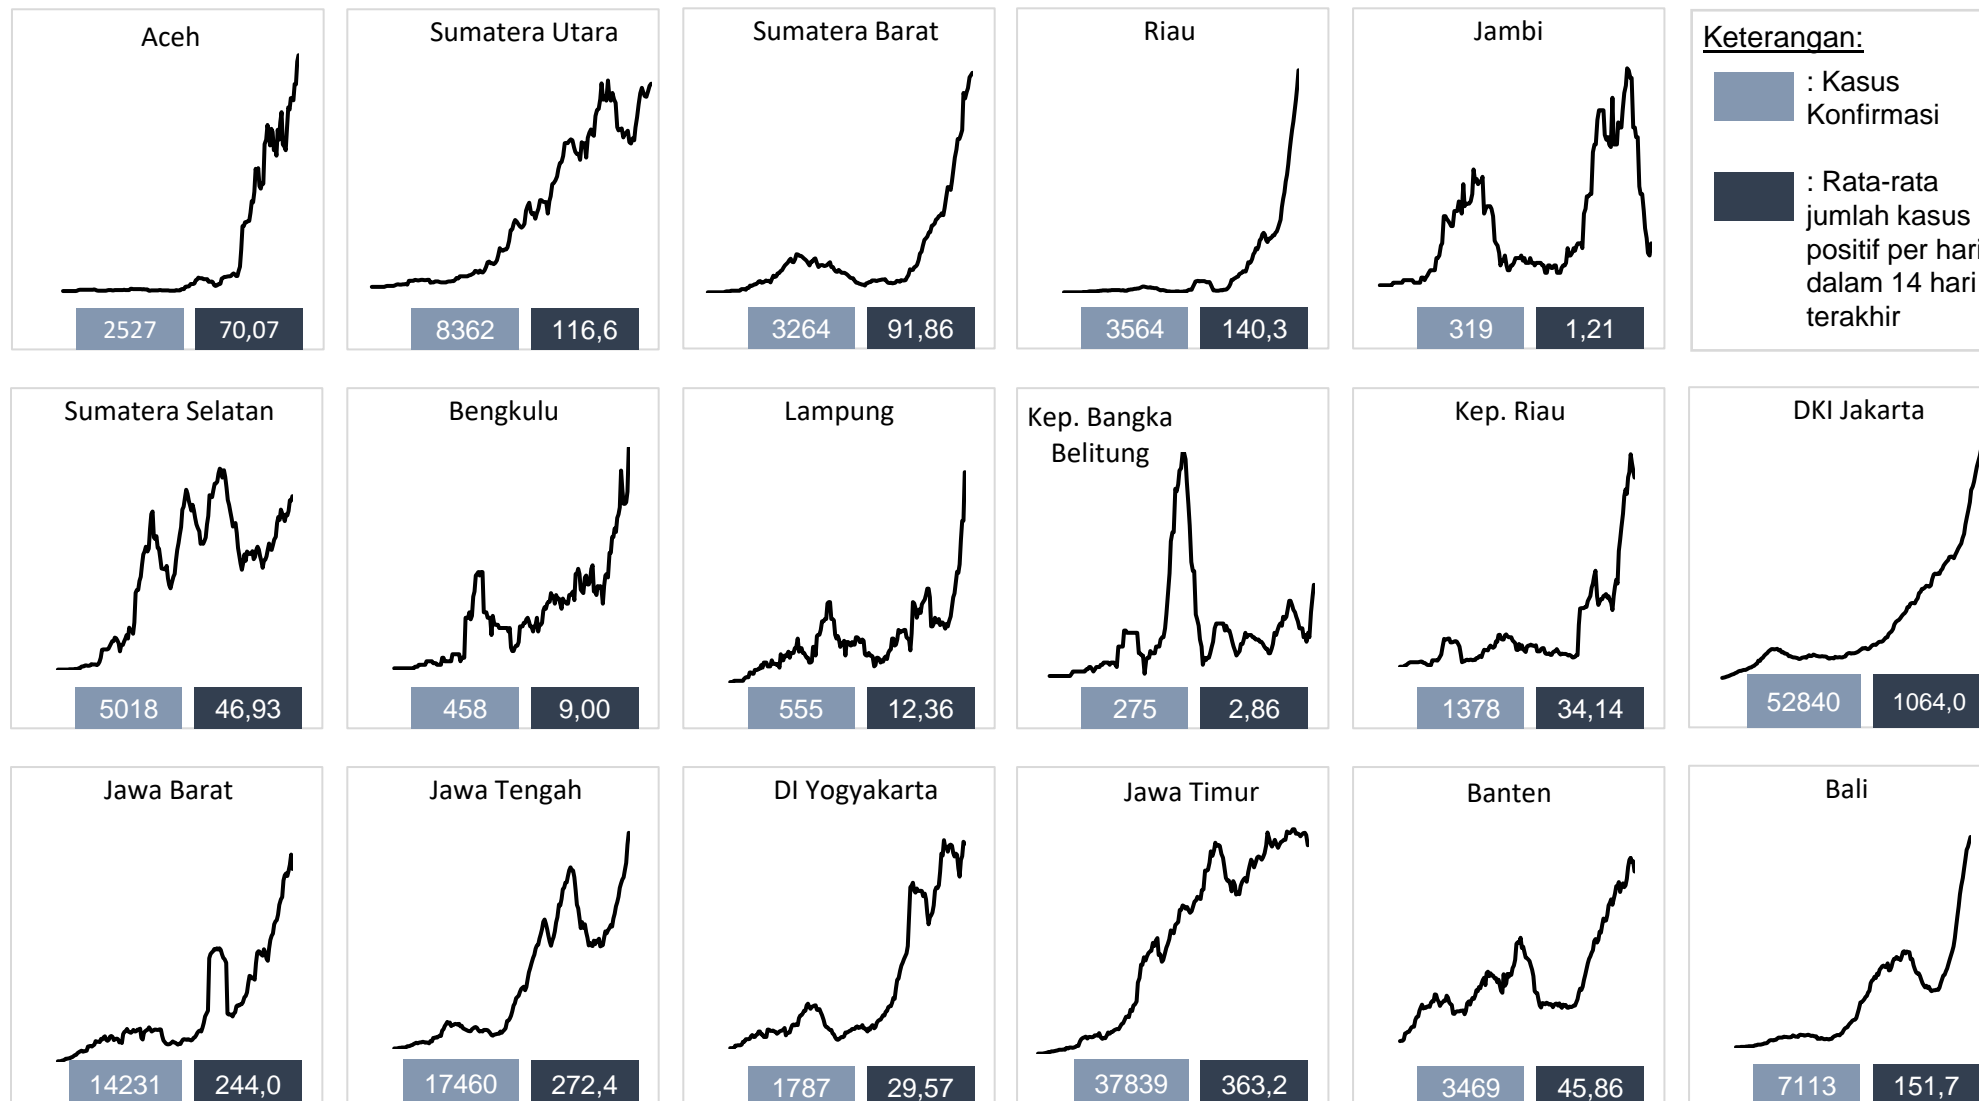 Aceh
2527 70,07
Sumatera Utara
8362 116,6
Sumatera Barat
3264 91,86
Riau
3564 140,3
Jambi
319 1,21
Keterangan:
: Kasus
Konfirmasi
: Rata-rata
jumlah kasus
positif per hari
dalam 14 hari
terakhir
Sumatera Selatan
5018 46,93
Bengkulu
458 9,00
Lampung
555 12,36
Kep. Bangka
Belitung
275 2,86
Kep. Riau
1378 34,14
DKI Jakarta
52840 1064,0
Jawa Barat
14231 244,0
Jawa Tengah
17460 272,4
DI Yogyakarta
1787 29,57
Jawa Timur
37839 363,2
Banten
3469 45,86
Bali
7113 151,7